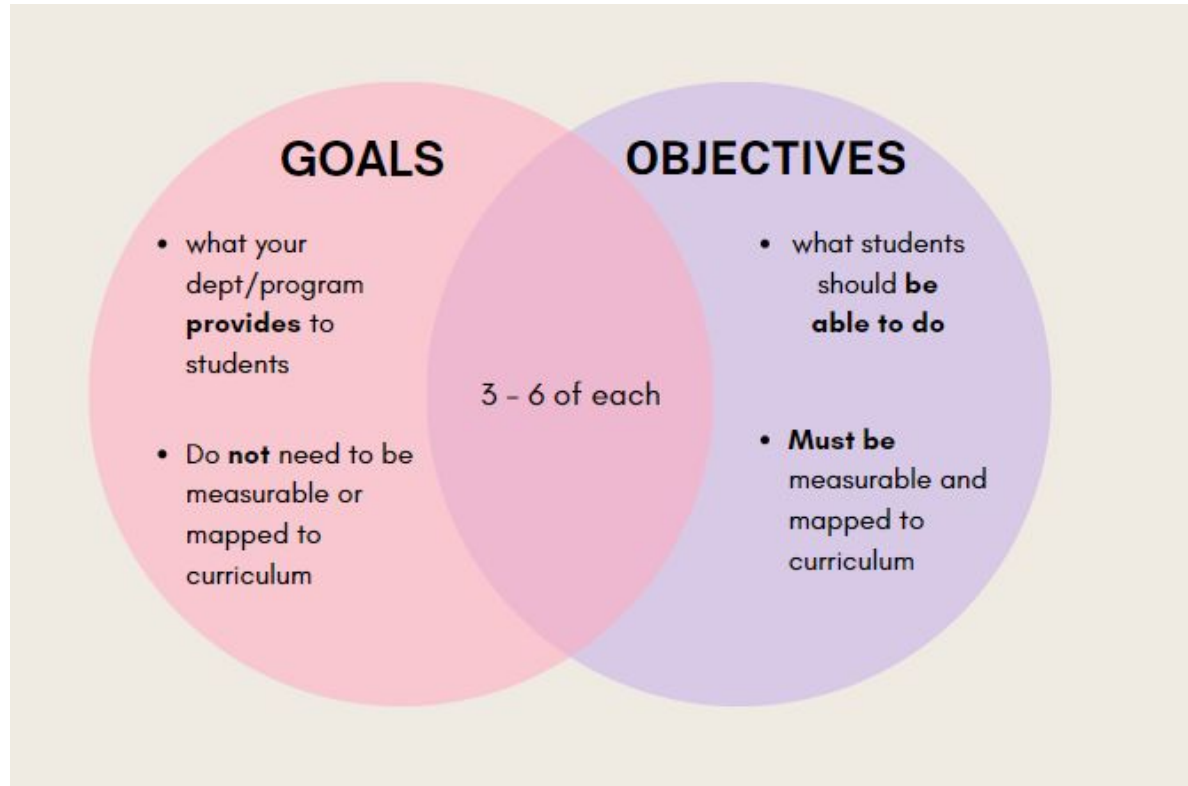 GOALS
• what your
dept/program
provides to
students
• Do not need to be
measurable or
mapped to
curriculum
3 - 6 of each
OBJECTIVES
• what students
should be
able to do
• Must be
measurable and
mapped to
curriculum